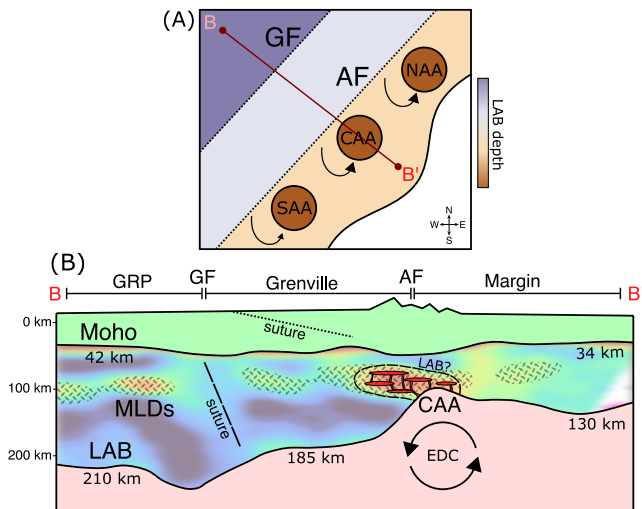 (A)
B
GF
AF
NAA
CAA
SAA
B'
LAB depth
N
W E
S
(B)
B GRP GF Grenville AF Margin B
0 km
100 km
200 km
Moho
suture
42 km
34 km
LAB?
MLDs
suture
CAA
130 km
LAB
185 km
EDC
210 km